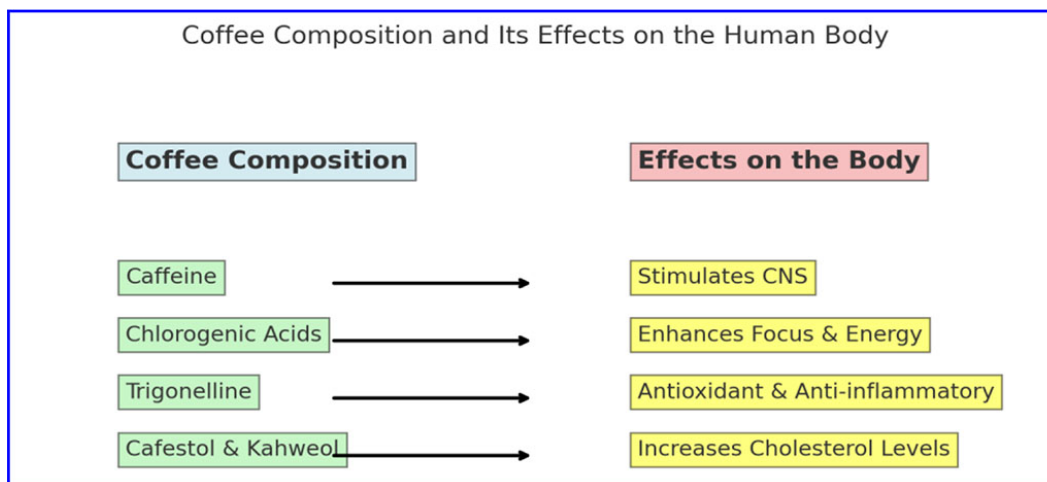 Coffee Composition and Its Effects on the Human Body
Coffee Composition
Effects on the Body
Caffeine
Stimulates CNS
Chlorogenic Acids
Enhances Focus & Energy
Trigonelline
Antioxidant & Anti-inflammatory
Cafestol & Kahweol
Increases Cholesterol Levels